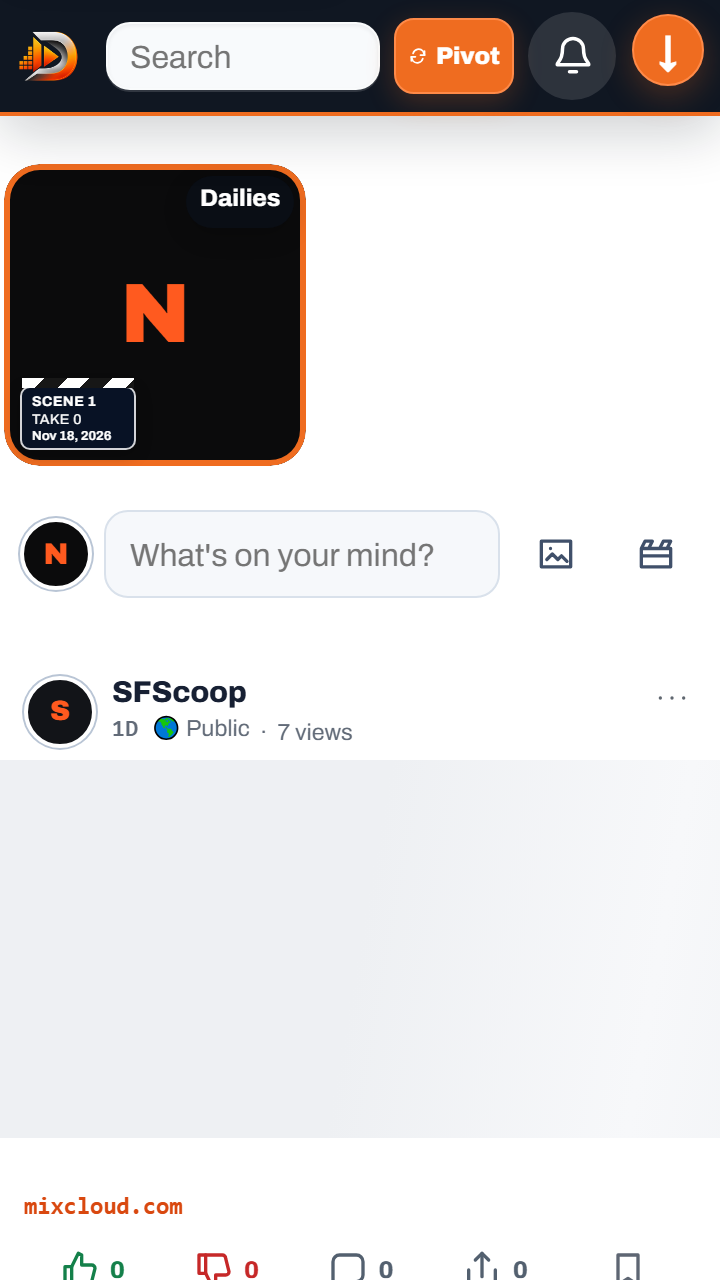 Search
Pivot
Dailies
N
SCENE 1
TAKE 0
Nov 18, 2026
N
What's on your mind?
S
SFScoop
...
1D Public · 7 views
mixcloud.com
0 0 0 0